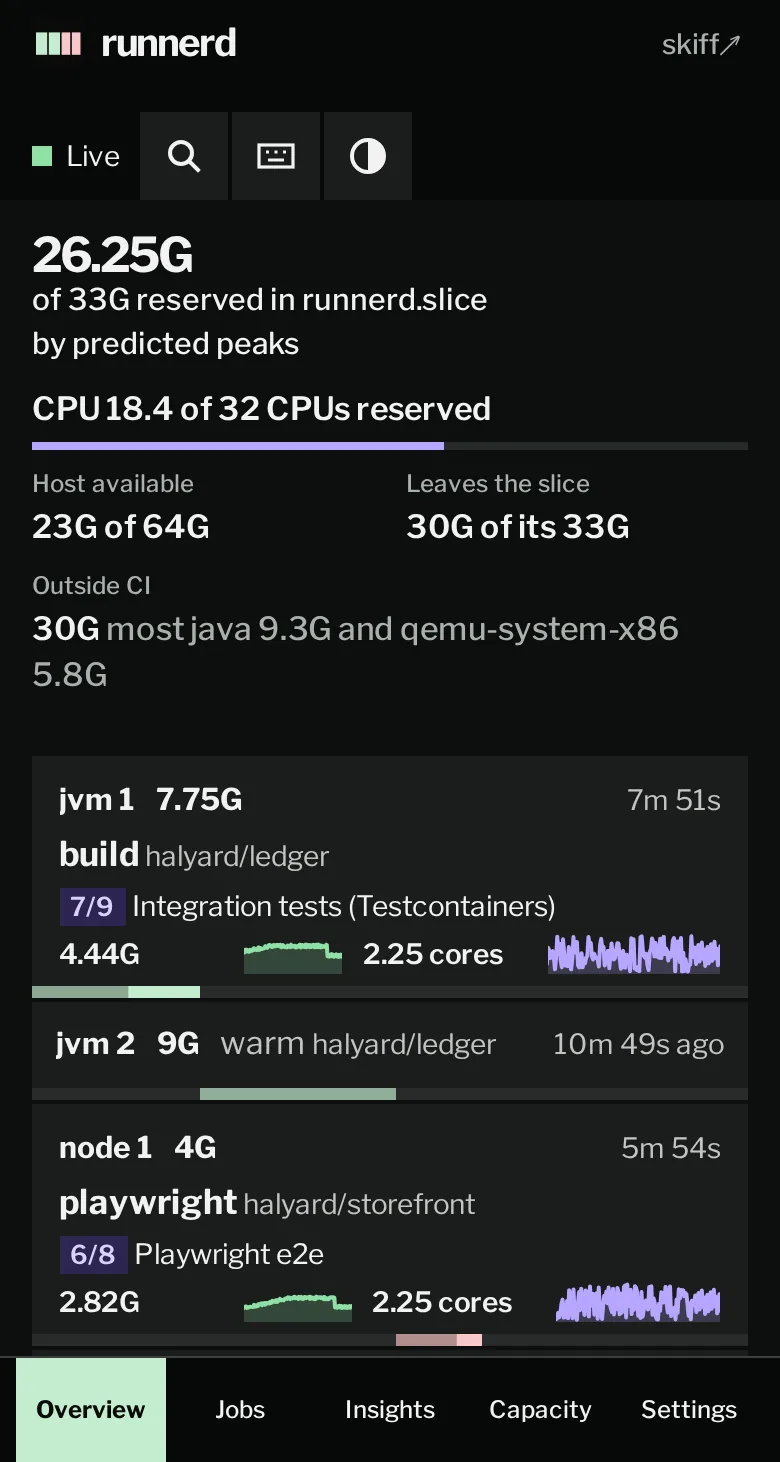 runnerd
skiff↗
Live
26.25G
of 33G reserved in runnerd.slice
by predicted peaks
CPU 18.4 of 32 CPUs reserved
Host available
Leaves the slice
23G of 64G
30G of its 33G
Outside CI
30G most java 9.3G and qemu-system-x86
5.8G
jvm 1 7.75G 7m 51s
build halyard/ledger
7/9 Integration tests (Testcontainers)
4.44G 2.25 cores
jvm 2 9G warm halyard/ledger 10m 49s ago
node 1 4G 5m 54s
playwright halyard/storefront
6/8 Playwright e2e
2.82G 2.25 cores
Overview Jobs Insights Capacity Settings